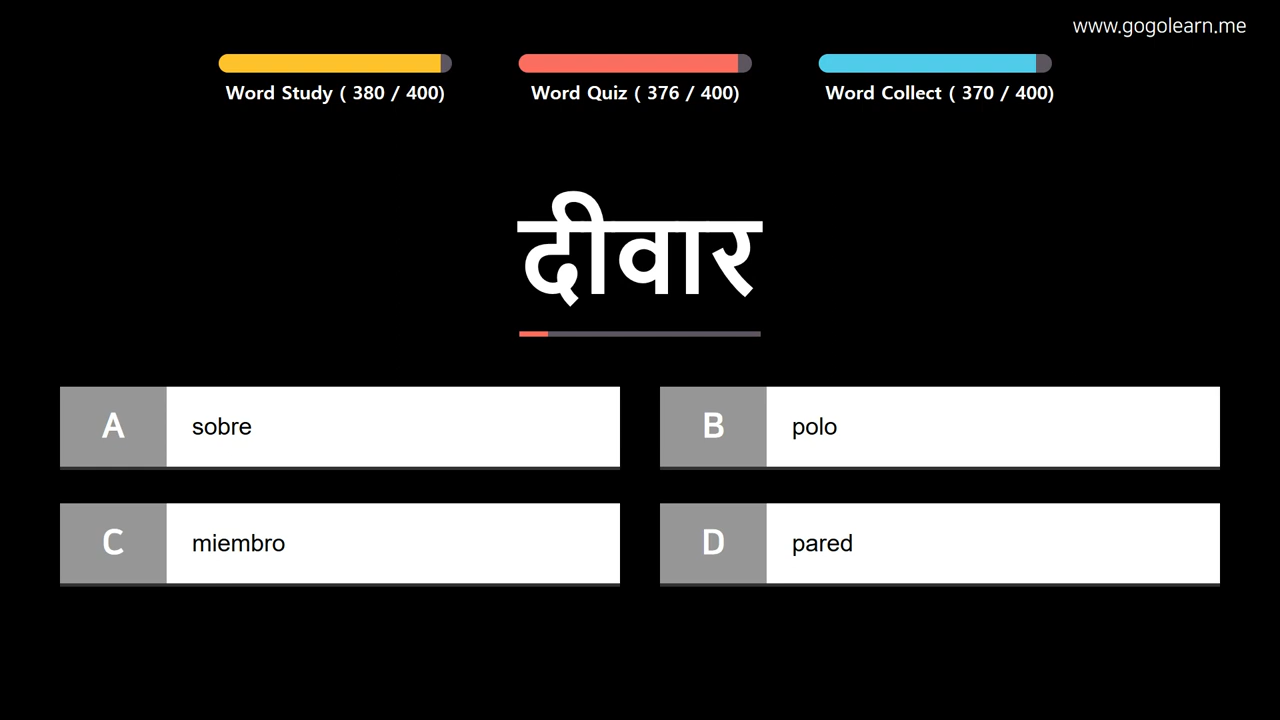 www.gogolearn.me
Word Study ( 380 / 400)
Word Quiz ( 376 / 400)
Word Collect ( 370 / 400)
दीवार
A sobre
B polo
C miembro
D pared